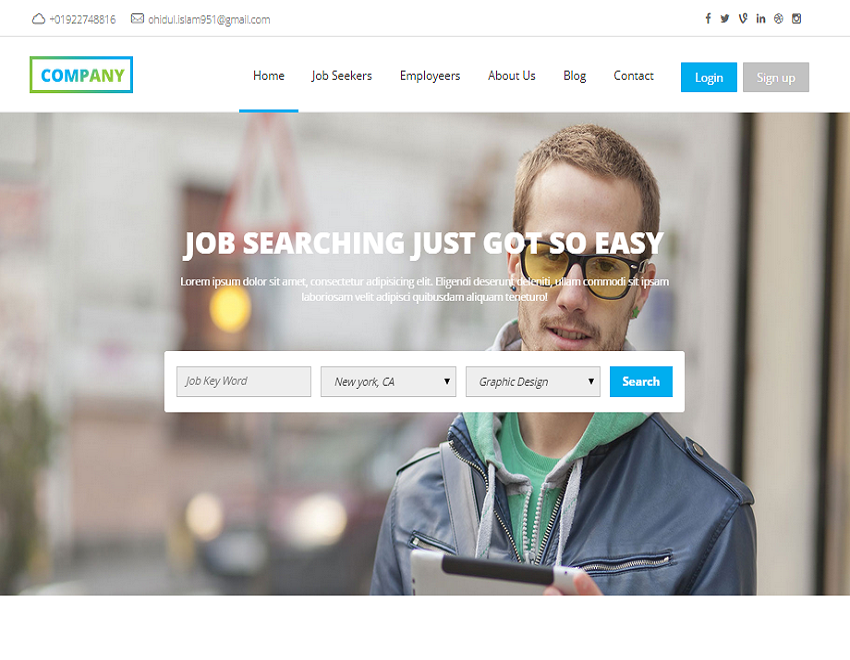 +01922748816 ohidul.islam951@gmail.com
COMPANY Home Job Seekers Employeers About Us Blog Contact Login Sign up
JOB SEARCHING JUST GOT SO EASY
Lorem ipsum dolor sit amet, consectetur adipisicing elit. Eligendi deserunt deleniti, ullam commodi sit ipsam
laboriosam velit adipisci quibusdam aliquam teneturol
Job Key Word New york, CA Graphic Design Search